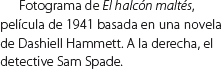 Fotograma de El halcón maltés,
película de 1941 basada en una novela
de Dashiell Hammett. A la derecha, el
detective Sam Spade.